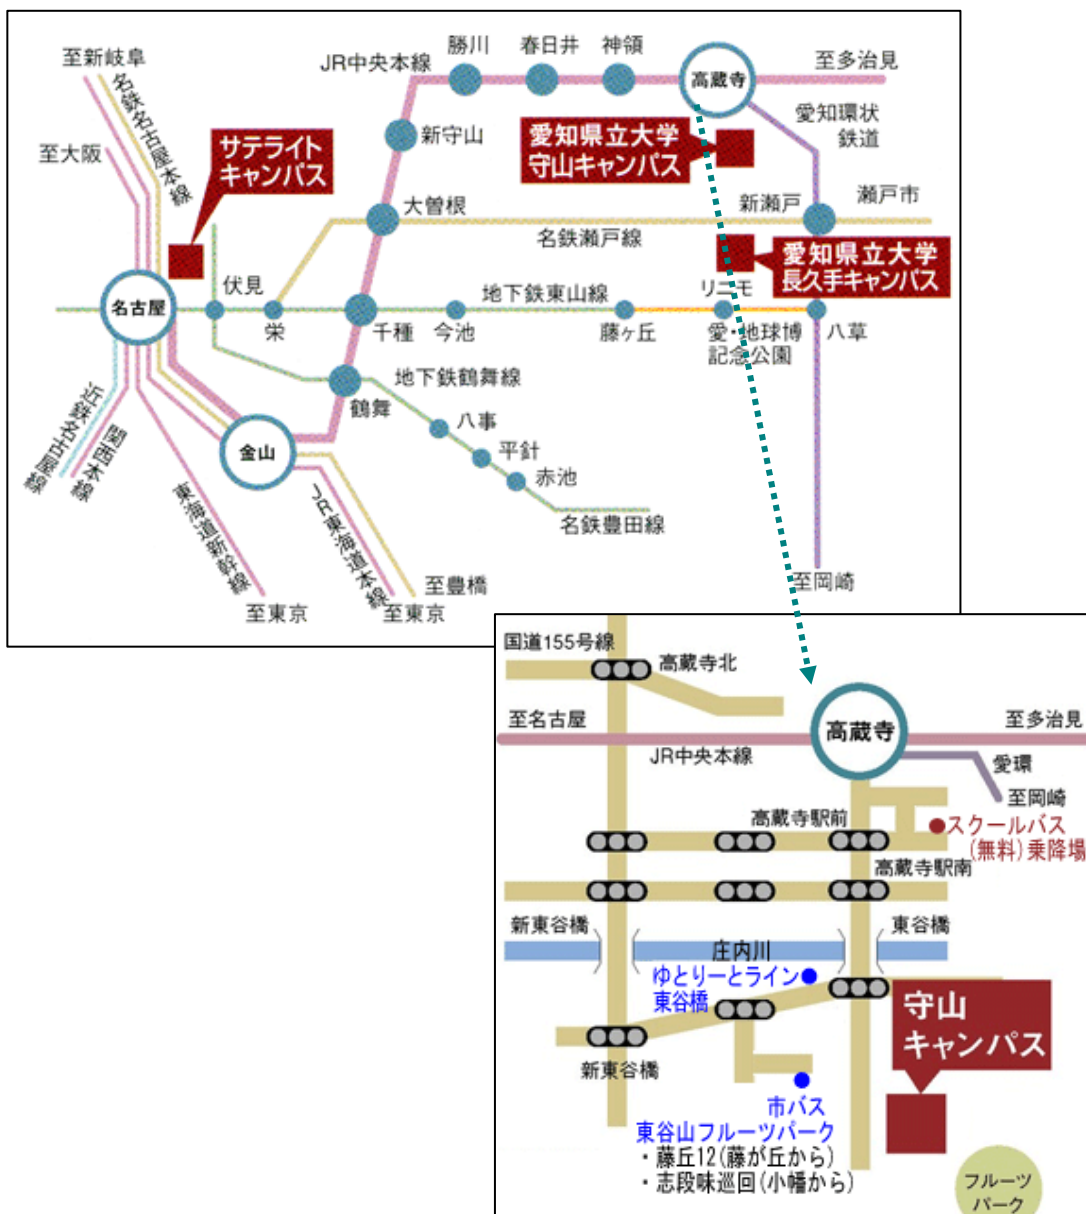 至新岐阜
名鉄名古屋本線
至大阪
サテライト
キャンパス
JR中央本線
勝川
春日井
神領
高蔵寺
至多治見
愛知環状
鉄道
新守山
愛知県立大学
守山キャンパス
大曽根
名鉄瀬戸線
新瀬戸
瀬戸市
愛知県立大学
長久手キャンパス
名古屋
伏見
栄
千種
今池
地下鉄東山線
藤ヶ丘
リニモ
愛・地球博
記念公園
八草
地下鉄鶴舞線
鶴舞
八事
平針
赤池
名鉄豊田線
金山
近鉄名古屋線
関西本線
東海道新幹線
JR東海道本線
至東京
至東京
至豊橋
至岡崎
国道155号線
高蔵寺北
至名古屋
JR中央本線
高蔵寺
至多治見
愛環
至岡崎
高蔵寺駅前
スクールバス
(無料)乗降場
高蔵寺駅南
新東谷橋
庄内川
東谷橋
ゆとりーとライン
東谷橋
守山
キャンパス
新東谷橋
市バス
東谷山フルーツパーク
・藤丘12(藤が丘から)
・志段味巡回(小幡から)
フルーツ
パーク